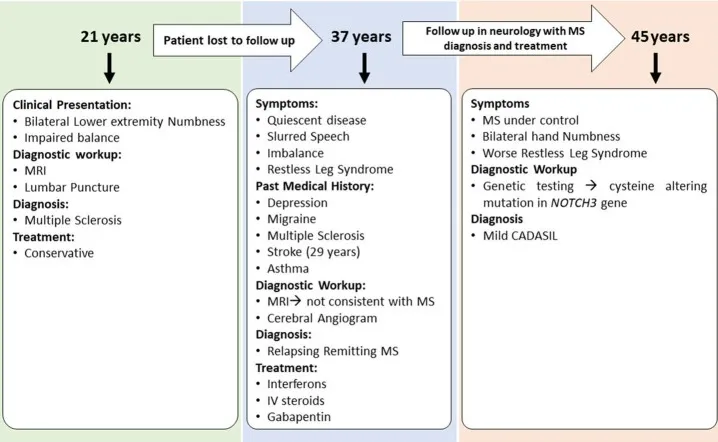 21 years
Patient lost to follow up
37 years
Follow up in neurology with MS
diagnosis and treatment
45 years
Clinical Presentation:
• Bilateral Lower extremity Numbness
• Impaired balance
Diagnostic workup:
• MRI
• Lumbar Puncture
Diagnosis:
• Multiple Sclerosis
Treatment:
• Conservative
Symptoms:
• Quiescent disease
• Slurred Speech
• Imbalance
• Restless Leg Syndrome
Past Medical History:
• Depression
• Migraine
• Multiple Sclerosis
• Stroke (29 years)
• Asthma
Diagnostic Workup:
• MRI→ not consistent with MS
• Cerebral Angiogram
Diagnosis:
• Relapsing Remitting MS
Treatment:
• Interferons
• IV steroids
• Gabapentin
Symptoms
• MS under control
• Bilateral hand Numbness
• Worse Restless Leg Syndrome
Diagnostic Workup
• Genetic testing → cysteine altering
mutation in NOTCH3 gene
Diagnosis
• Mild CADASIL